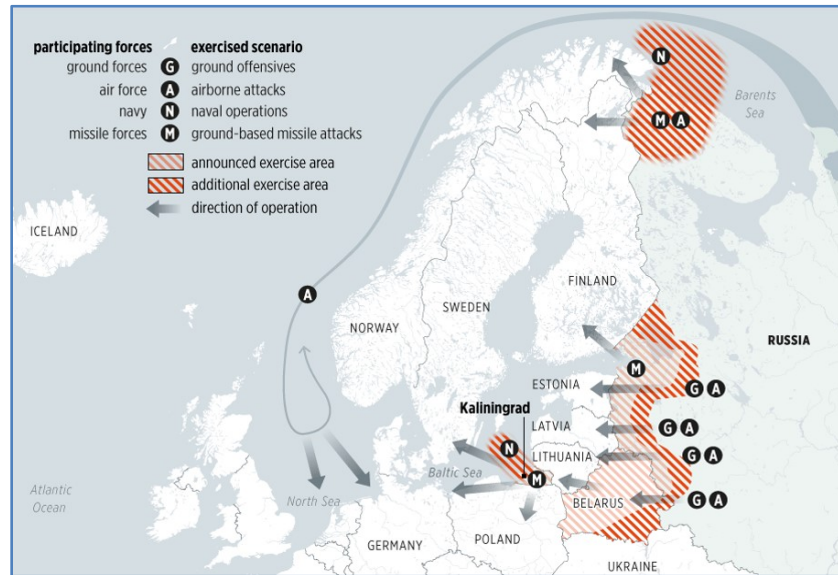 participating forces exercised scenario
ground forces G ground offensives
air force A airborne attacks
navy N naval operations
missile forces M ground-based missile attacks
announced exercise area
additional exercise area
direction of operation
N
Barents
Sea
M A
ICELAND
A
FINLAND
SWEDEN
NORWAY
RUSSIA
M
ESTONIA
G A
Kaliningrad
LATVIA
G A
N
LITHUANIA
G A
Baltic Sea
M
Atlantic
Ocean
North Sea
BELARUS
G A
POLAND
GERMANY
UKRAINE